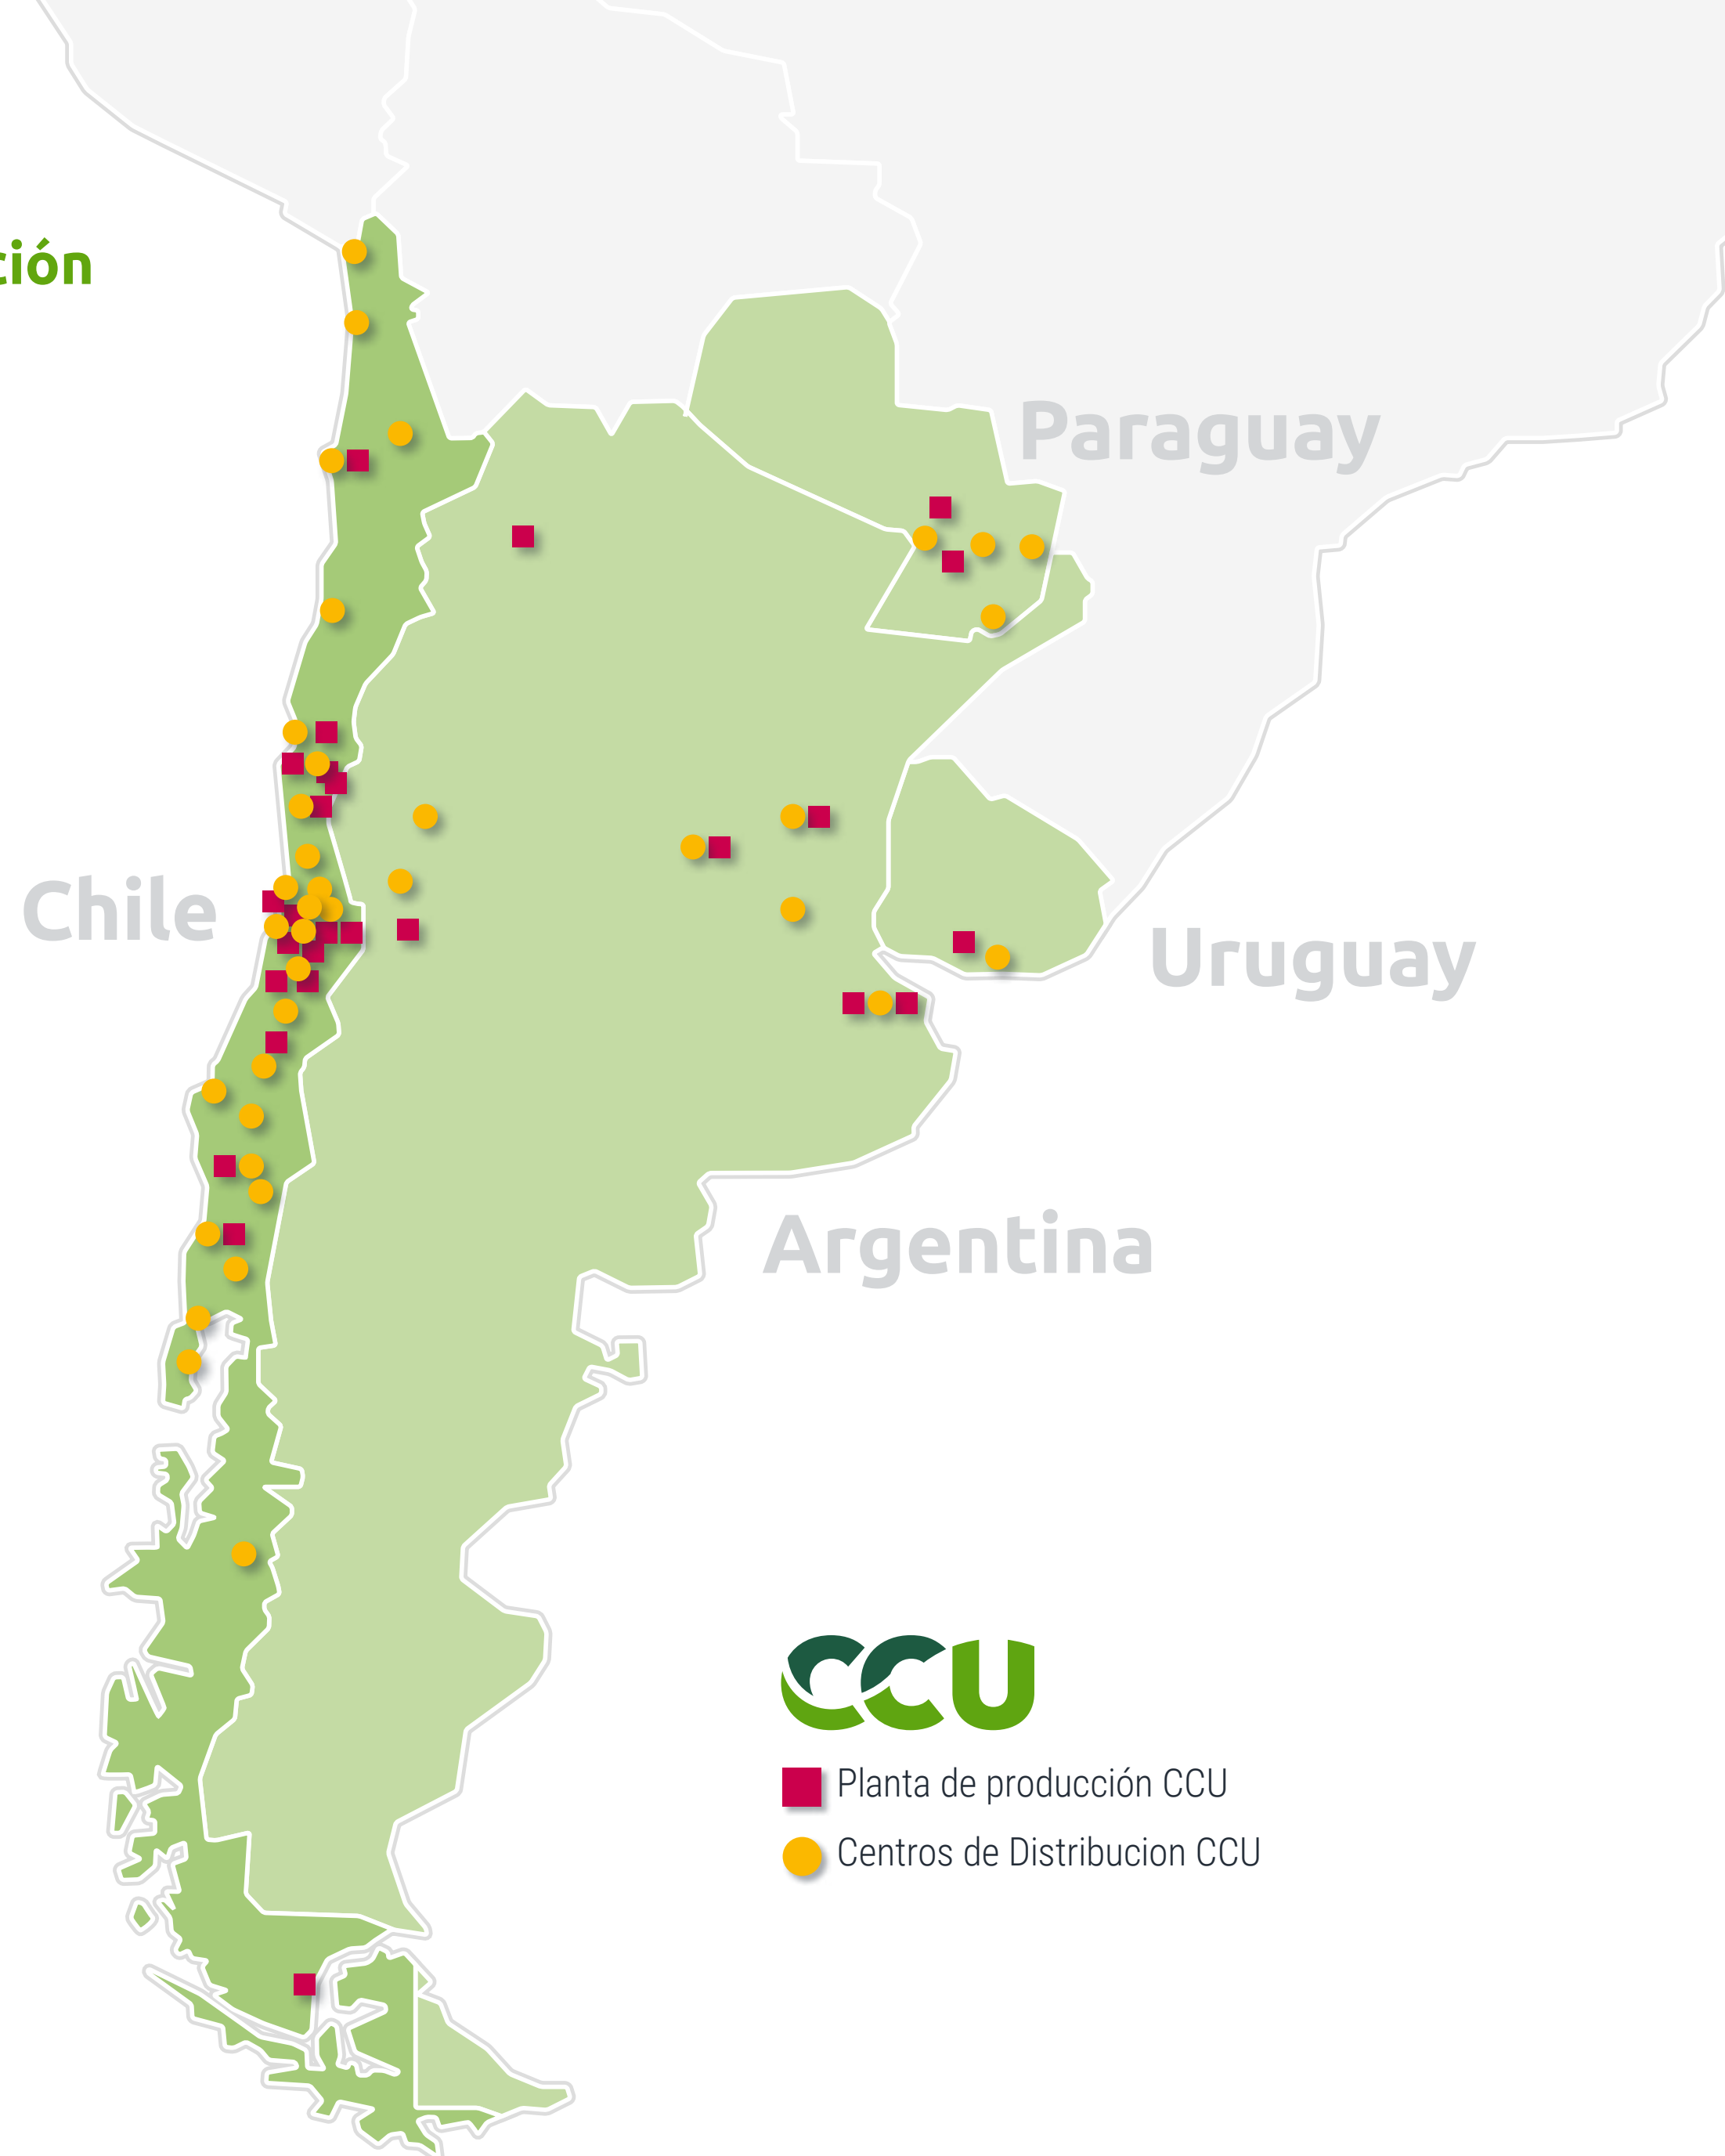 ción
Paraguay
Chile
Uruguay
Argentina
CCU
Planta de producción CCU
Centros de Distribucion CCU